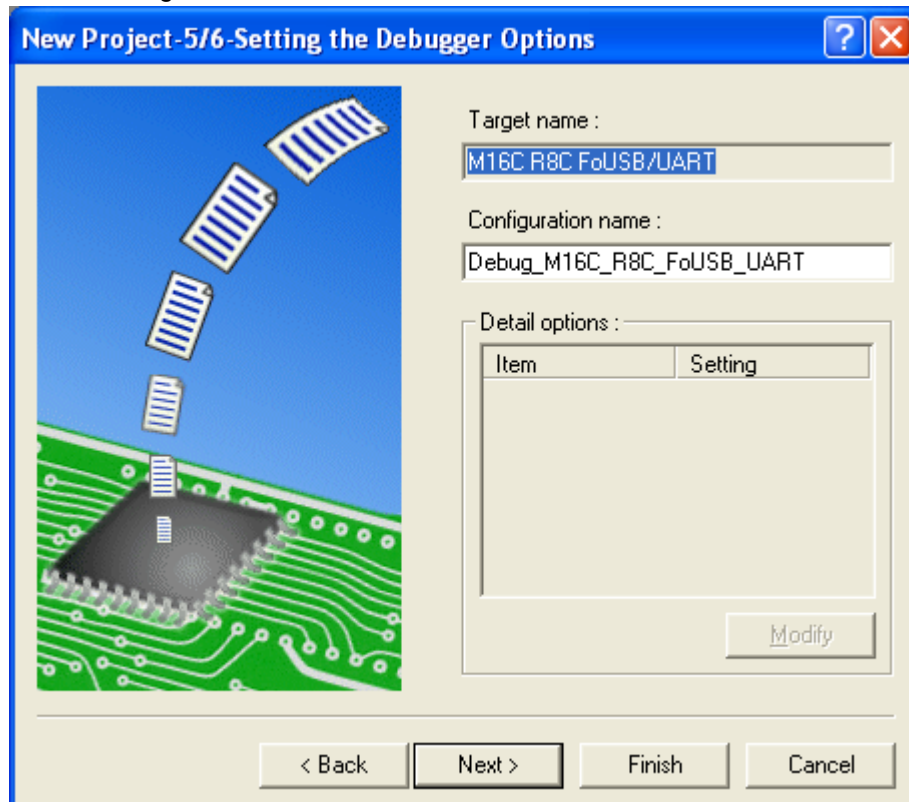 New Project-5/6-Setting the Debugger Options
Target name :
M16C R8C FoUSB/UART
Configuration name :
Debug_M16C_R8C_FoUSB_UART
Detail options :
Item Setting
Modify
< Back Next > Finish Cancel